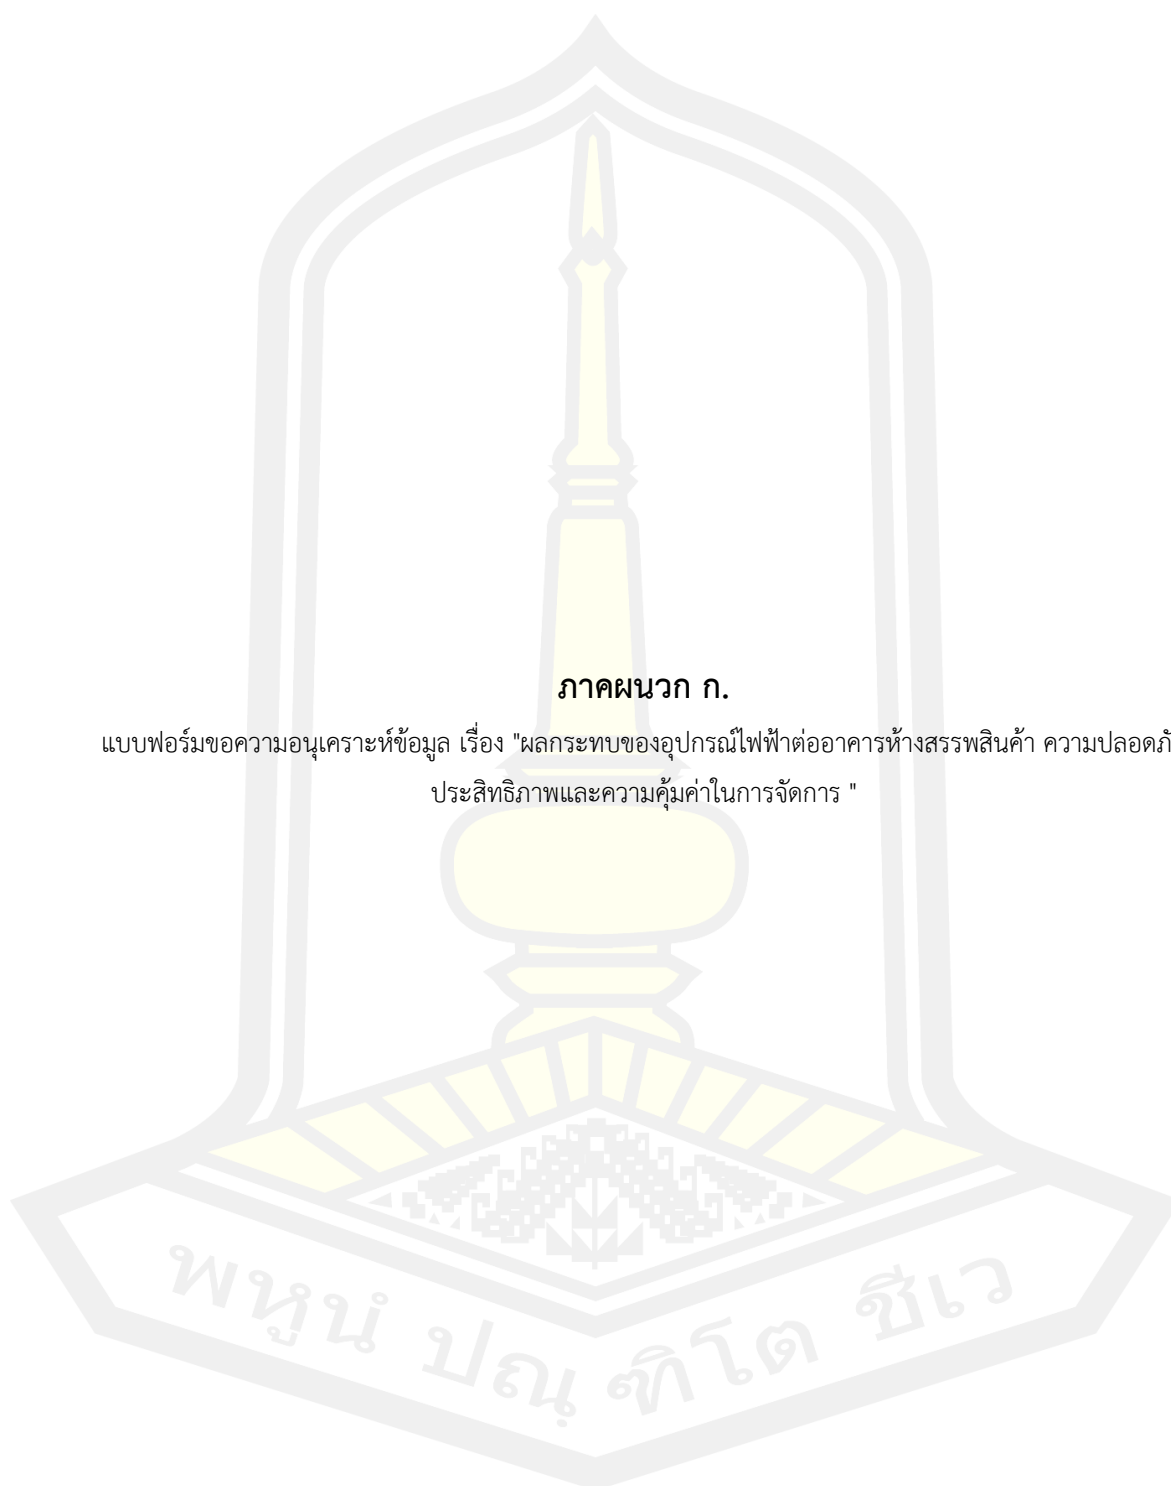 ภาคผนวก ก.
แบบฟอร์มขอความอนุเคราะห์ข้อมูล เรื่อง "ผลกระทบของอุปกรณ์ไฟฟ้าต่ออาคารห้างสรรพสินค้า ความปลอดภั
ประสิทธิภาพและความคุ้มค่าในการจัดการ "
พหูนํ ปณฺฑิโต ชีเว